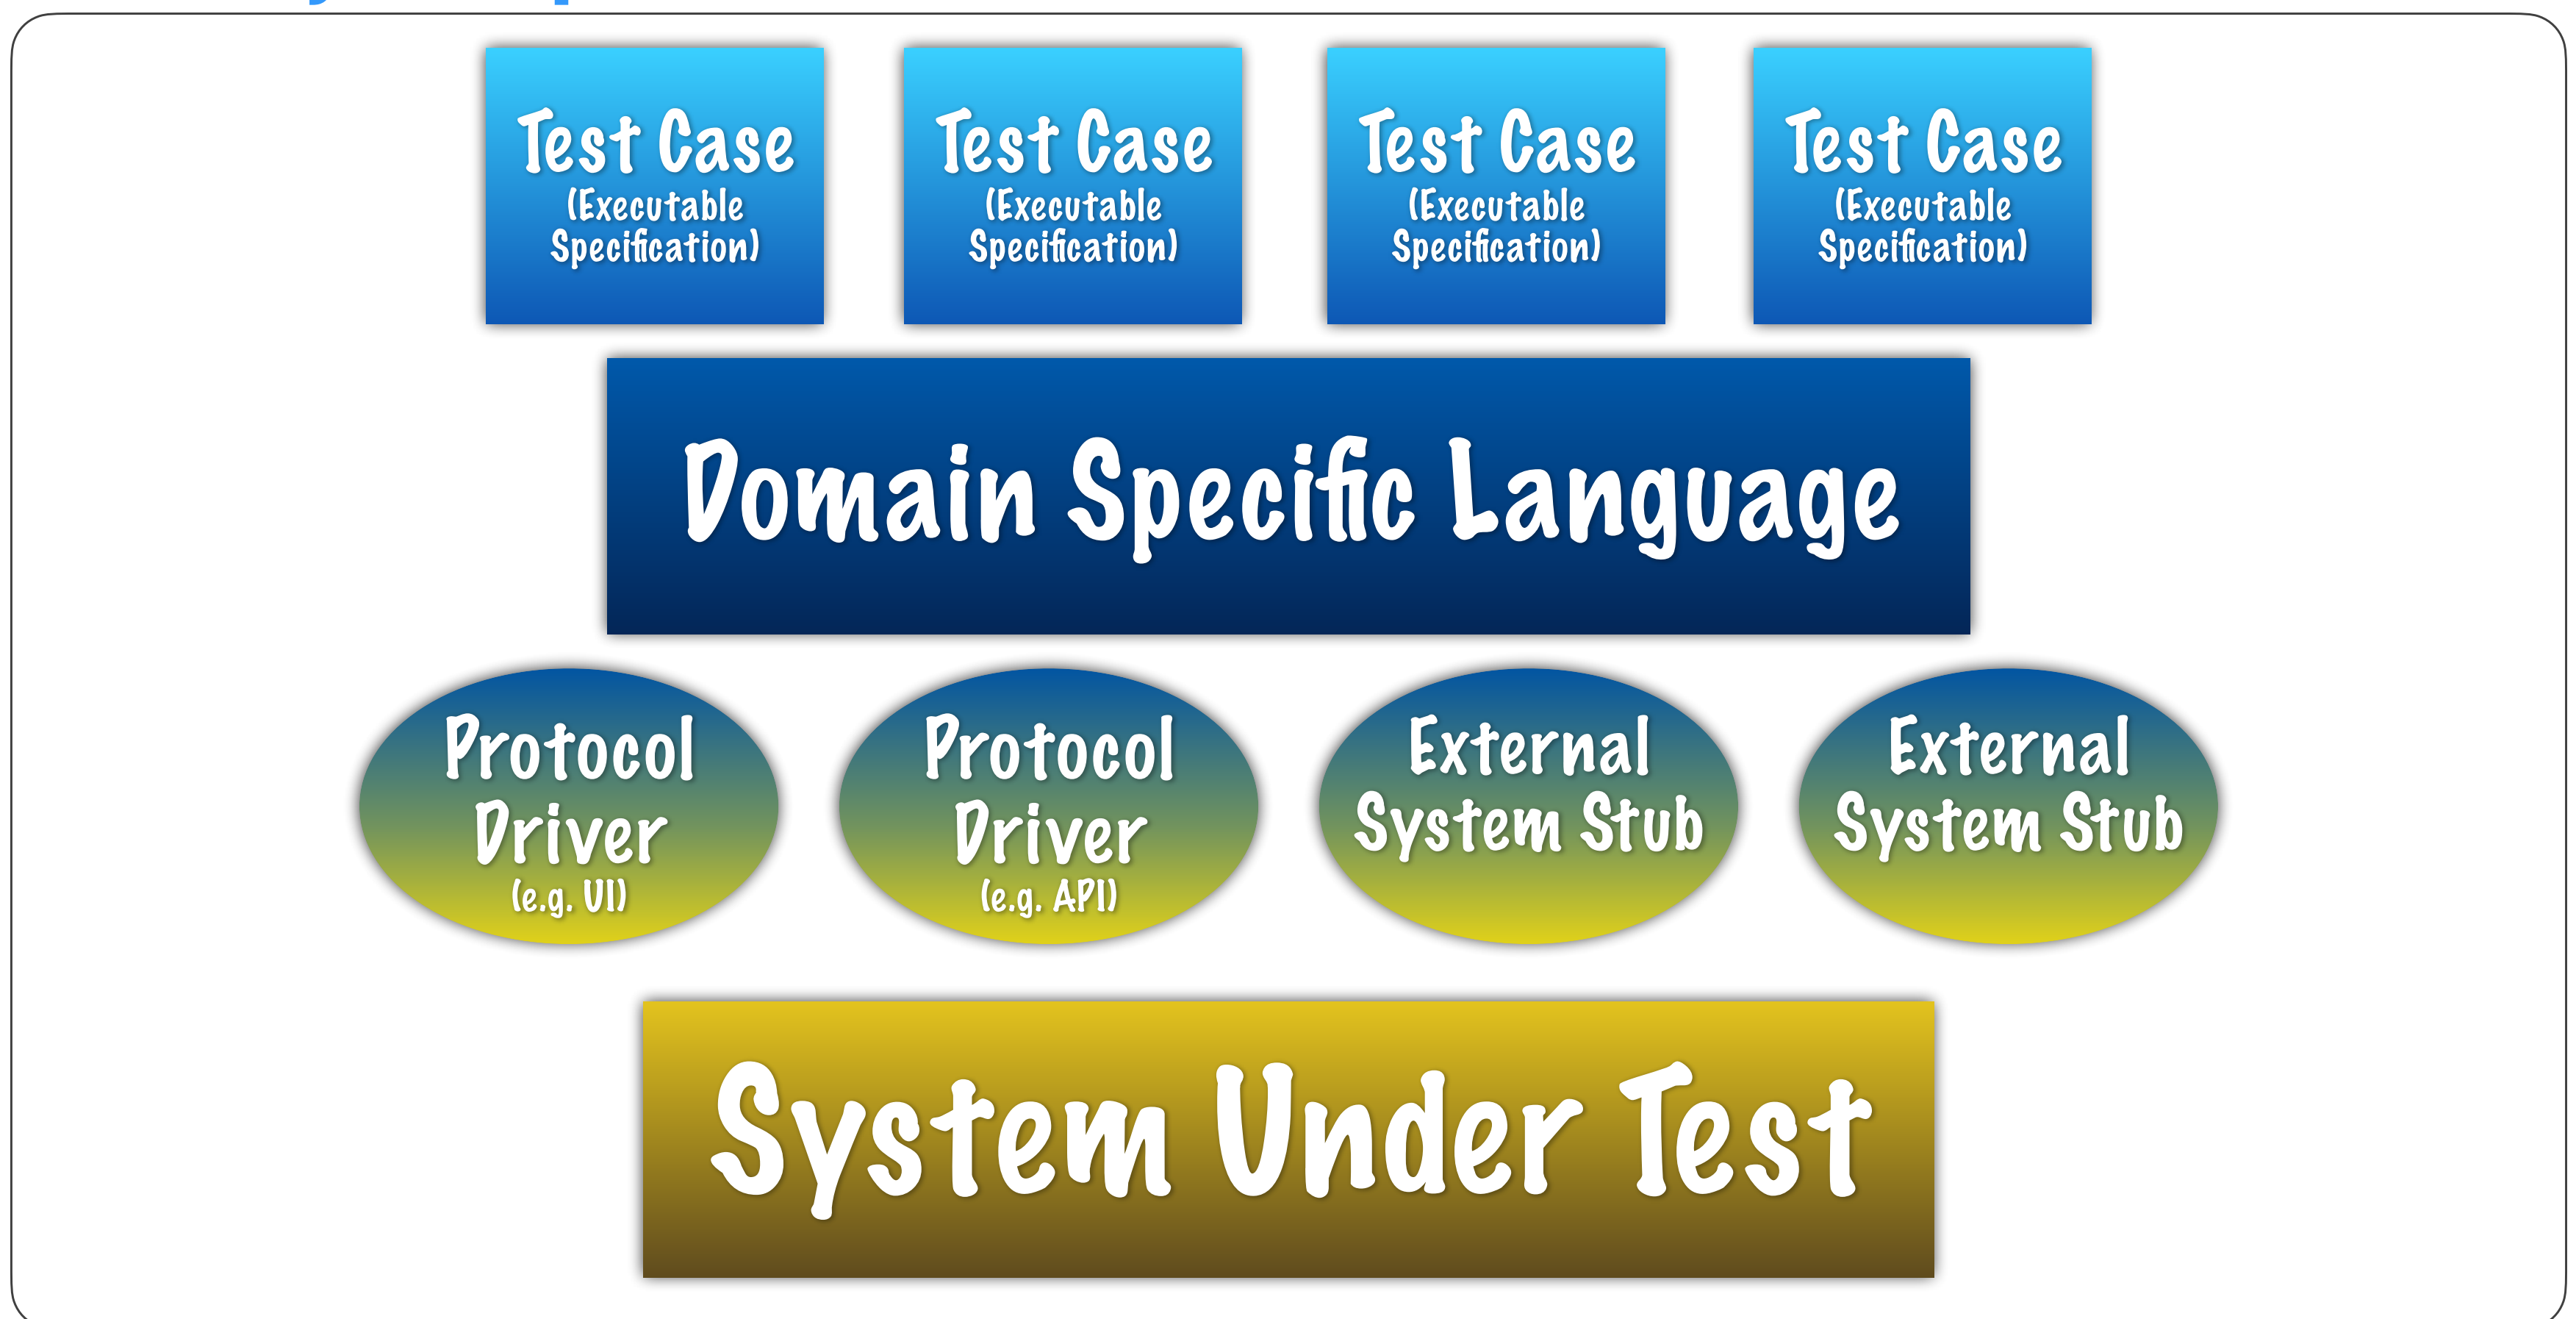 Test Case
(Executable
Specification)
Test Case
(Executable
Specification)
Test Case
(Executable
Specification)
Test Case
(Executable
Specification)
Domain Specific Language
Protocol
Driver
(e.g. UI)
Protocol
Driver
(e.g. API)
External
System Stub
External
System Stub
System Under Test